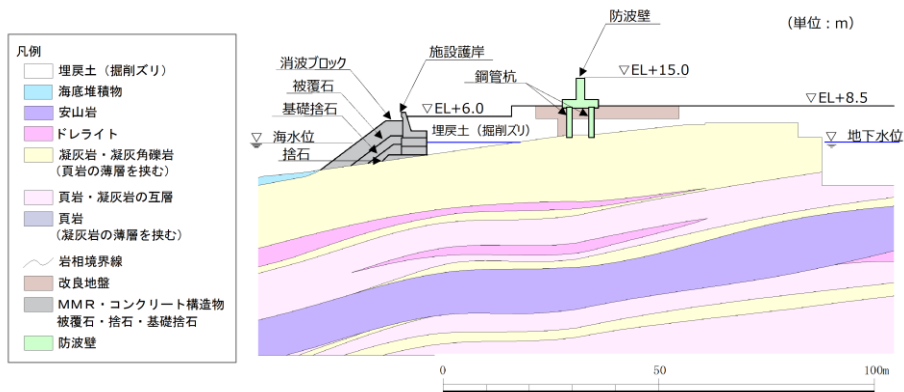 防波壁
(単位：m)
凡例
埋戻土（掘削ズリ）
海底堆積物
安山岩
ドレライト
凝灰岩・凝灰角礫岩
(頁岩の薄層を挟む)
頁岩・凝灰岩の互層
頁岩
(凝灰岩の薄層を挟む)
岩相境界線
改良地盤
MMR・コンクリート構造物
被覆石・捨石・基礎捨石
防波壁
施設護岸
消波ブロック
被覆石
基礎捨石
鋼管杭
▽EL+15.0
▽EL+6.0
▽EL+8.5
埋戻土（掘削ズリ）
▽ 海水位
捨石
▽ 地下水位
0
50
100m